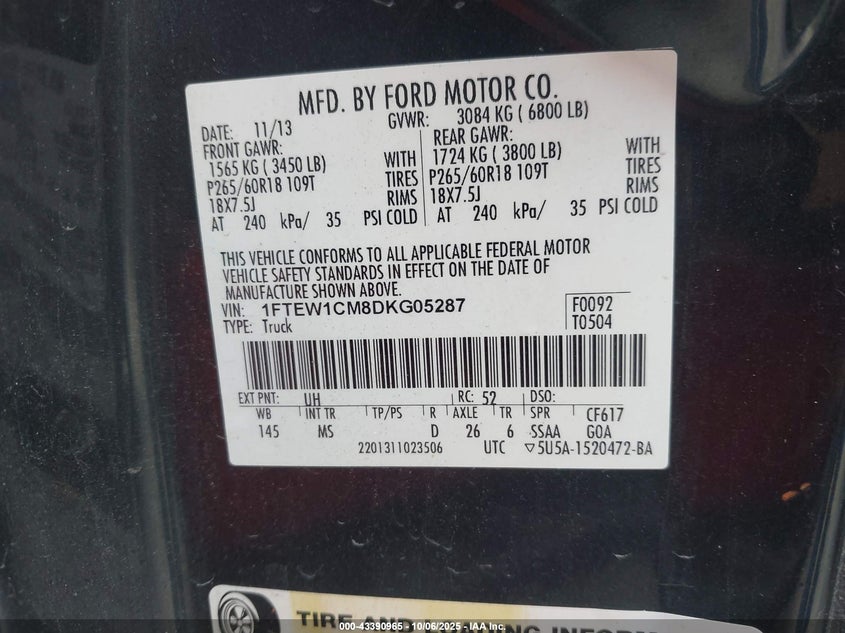 MFD. BY FORD MOTOR CO.
DATE: 11/13 GVWR: 3084 KG ( 6800 LB)
FRONT GAWR: REAR GAWR:
1565 KG ( 3450 LB) WITH 1724 KG ( 3800 LB) WITH
P265/60R18 109T TIRES P265/60R18 109T TIRES
18X7.5J RIMS 18X7.5J RIMS
AT 240 kPa/ 35 PSI COLD AT 240 kPa/ 35 PSI COLD
THIS VEHICLE CONFORMS TO ALL APPLICABLE FEDERAL MOTOR
VEHICLE SAFETY STANDARDS IN EFFECT ON THE DATE OF
MANUFACTURE SHOWN ABOVE.
VIN: 1FTEW1CM8DKG05287 F0092
TYPE: Truck T0504
EXT PNT: UH RC: 52 DSO:
WB INT TR TP/PS R AXLE TR SPR CF617
145 MS D 26 6 SSAA GOA
2201311023506 UTC ▽5U5A-1520472-BA
TIRE AND
000-43390965 - 10/06/2025 - IAA Inc.